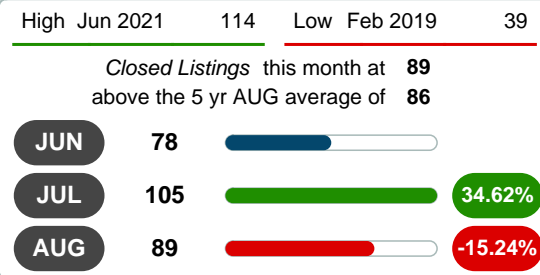 High Jun 2021 114 Low Feb 2019 39
Closed Listings this month at 89
above the 5 yr AUG average of 86
JUN 78
JUL 105 34.62%
AUG 89 -15.24%